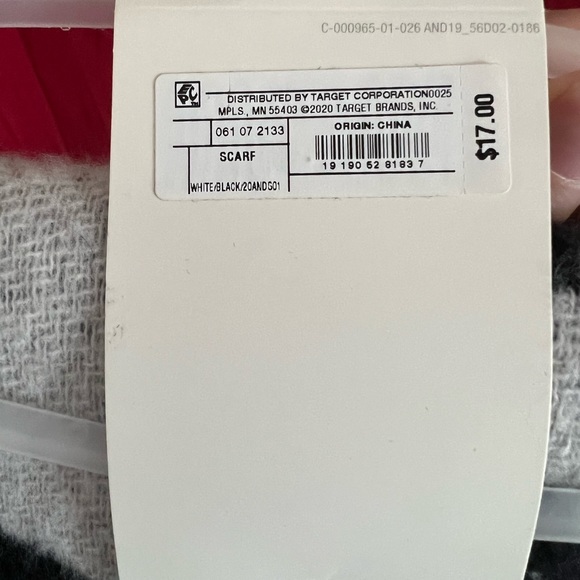 C-000965-01-026 AND19_56D02-0186
EPC
DISTRIBUTED BY TARGET CORPORATION0025
MPLS., MN 55403 ©2020 TARGET BRANDS, INC.
061 07 2133
ORIGIN: CHINA
SCARF
19 190 52 8183 7
WHITE/BLACK/20ANDS01
$17.00